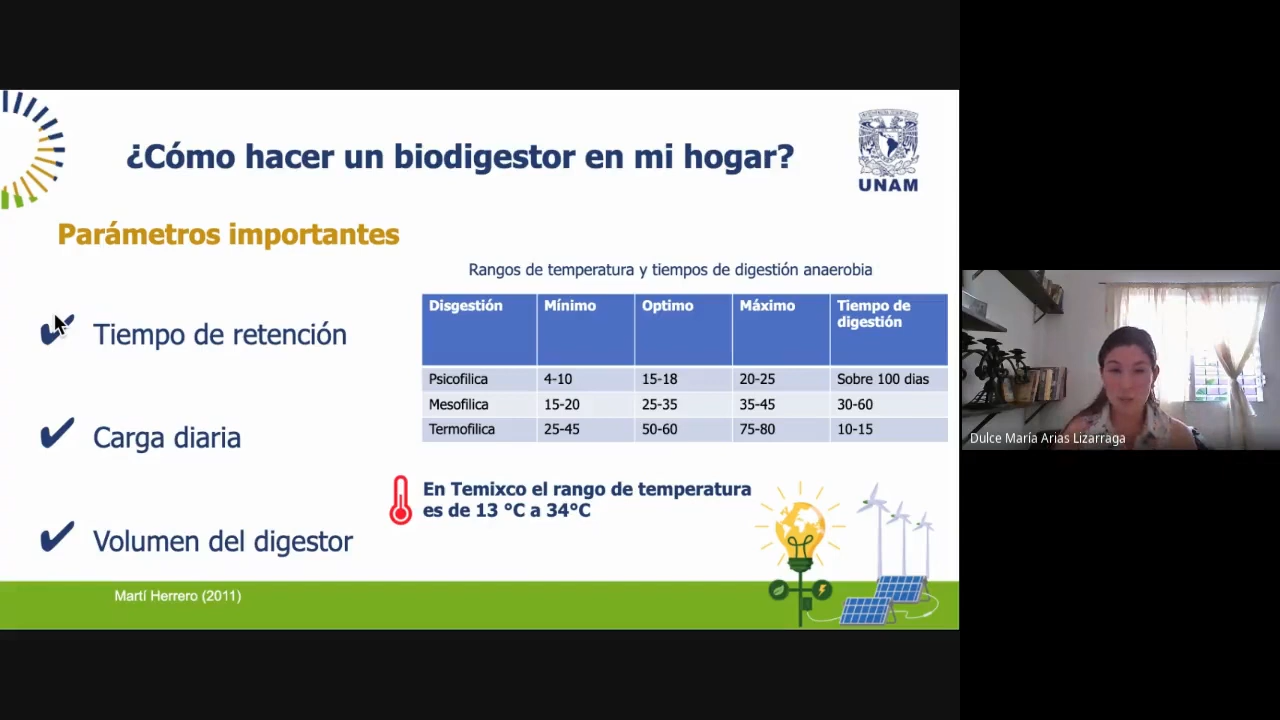 ¿Cómo hacer un biodigestor en mi hogar?
UNAM
Parámetros importantes
Tiempo de retención
Carga diaria
Volumen del digestor
Rangos de temperatura y tiempos de digestión anaerobia
Disgestión Mínimo Optimo Máximo Tiempo de
digestión
Psicofilica 4-10 15-18 20-25 Sobre 100 dias
Mesofilica 15-20 25-35 35-45 30-60
Termofilica 25-45 50-60 75-80 10-15
En Temixco el rango de temperatura
es de 13 °C a 34°C
Martí Herrero (2011)
Dulce María Arias Lizarraga